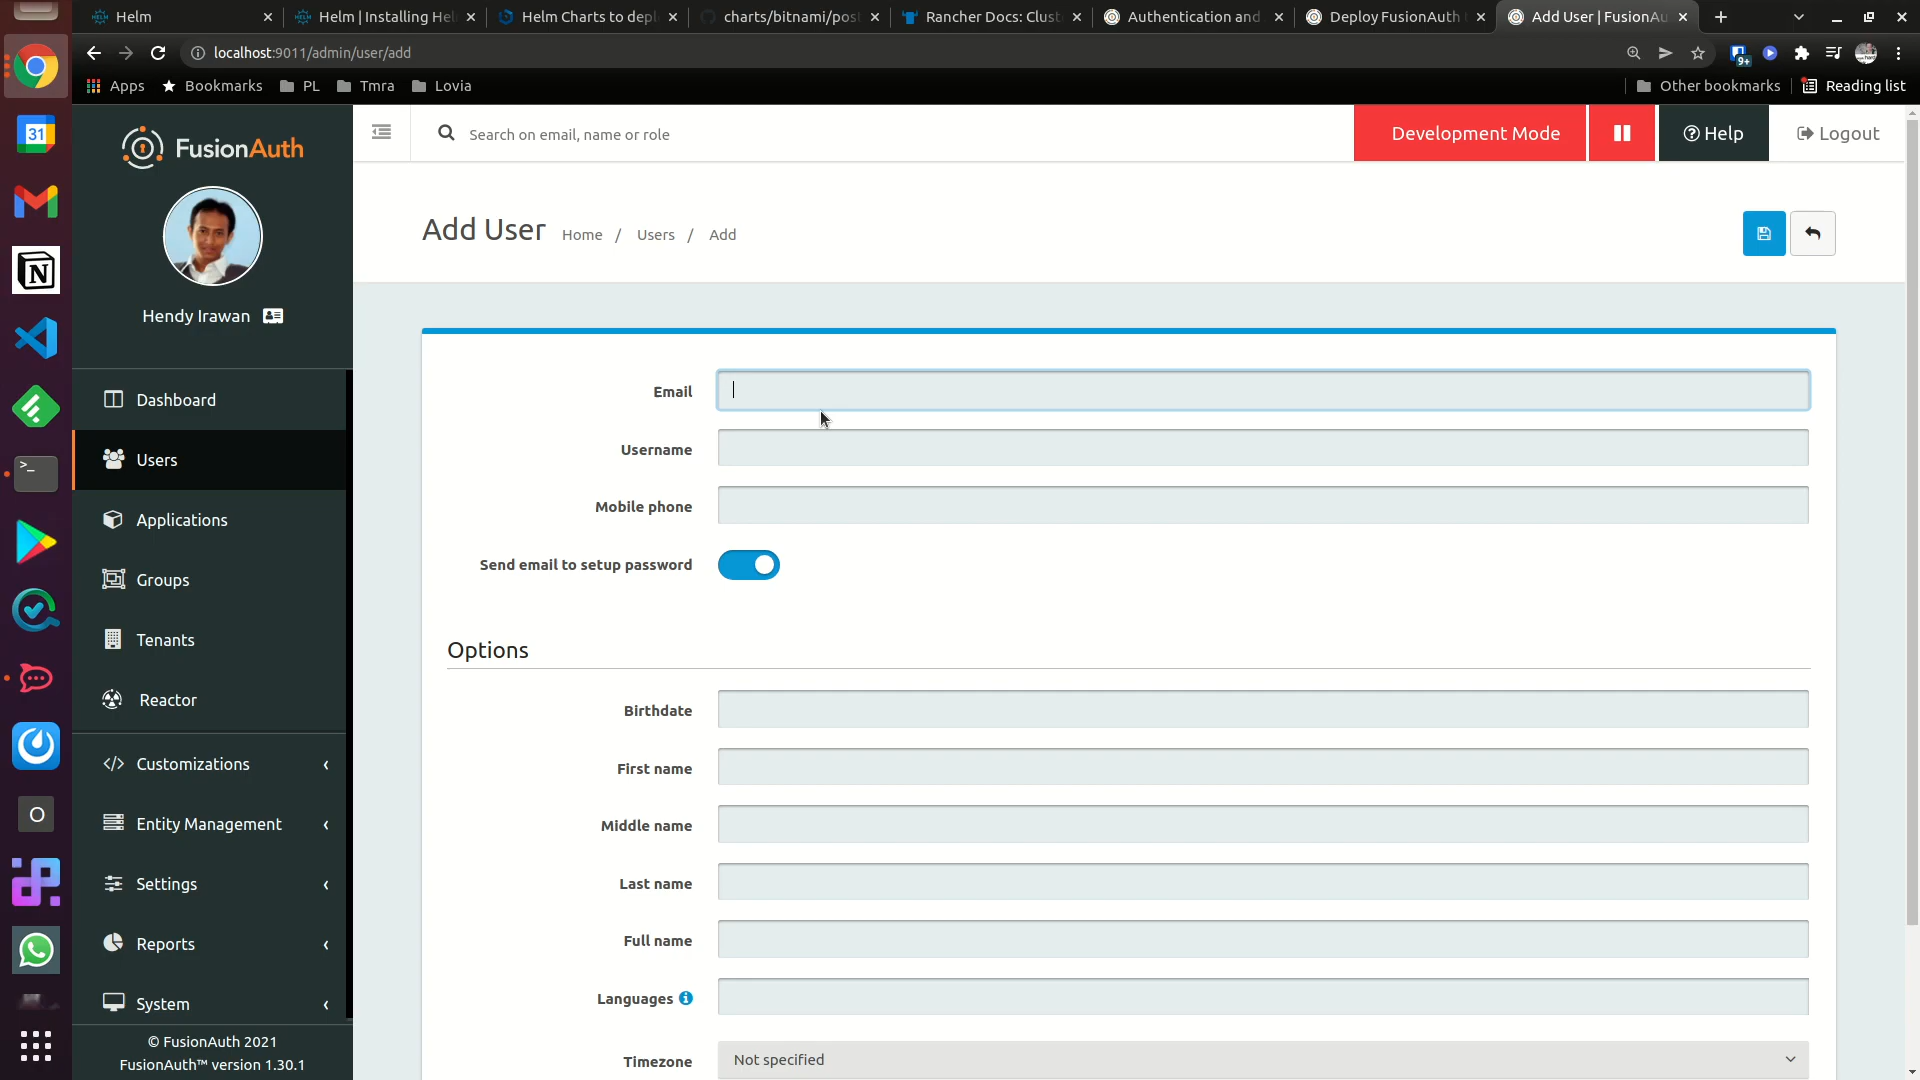 Helm
Helm | Installing Hel
Helm Charts to depl
charts/bitnami/pos
Rancher Docs: Clust
Authentication and
Deploy FusionAuth
Add User | FusionAu
localhost:9011/admin/user/add
9+
Apps
Bookmarks
PL
Tmra
Lovia
Other bookmarks
Reading list
31
FusionAuth
Search on email, name or role
Development Mode
Help
Logout
Hendy Irawan
Add User
Home / Users / Add
Dashboard
Users
Applications
Groups
Tenants
Reactor
Customizations
Entity Management
Settings
Reports
System
© FusionAuth 2021
FusionAuth™ version 1.30.1
Email
Username
Mobile phone
Send email to setup password
Options
Birthdate
First name
Middle name
Last name
Full name
Languages
Timezone
Not specified
O